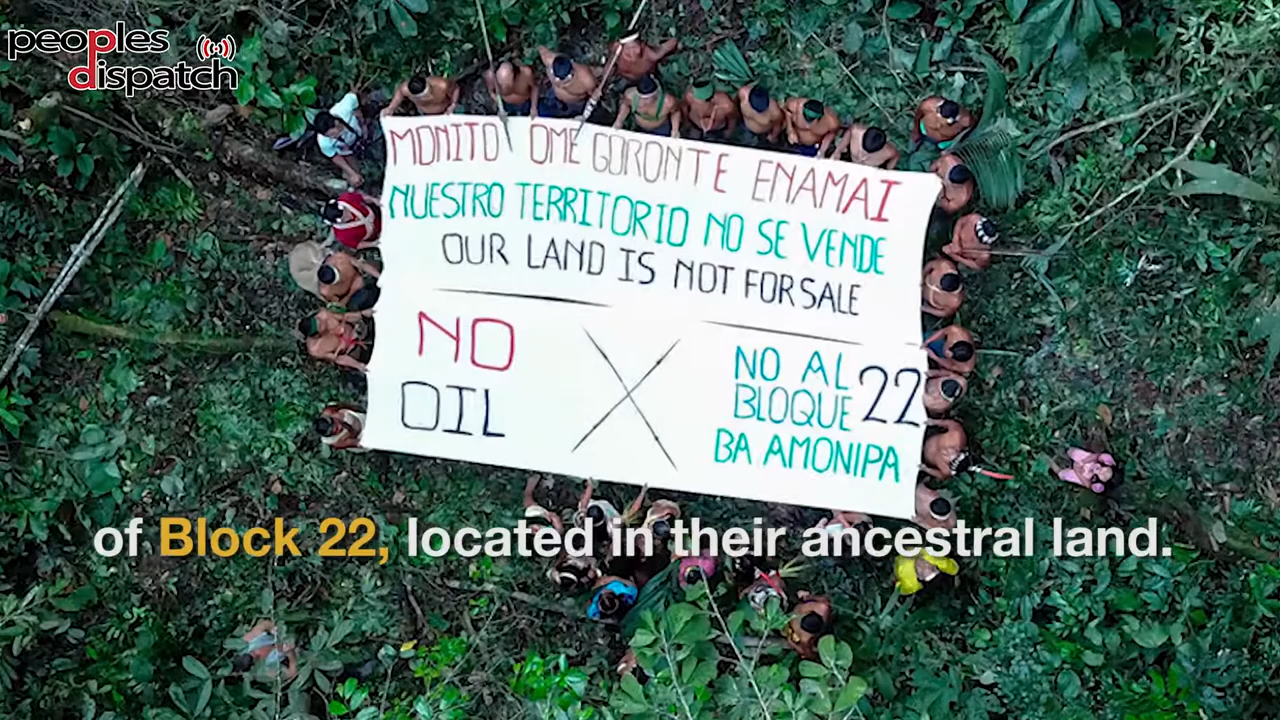 peoples
dispatch
MONITO OME GORONTE ENAMAI
NUESTRO TERRITORIO NO SE VENDE
OUR LAND IS NOT FOR SALE
NO
OIL
NO AL
BLOQUE 22
BA AMONIPA
of Block 22, located in their ancestral land.